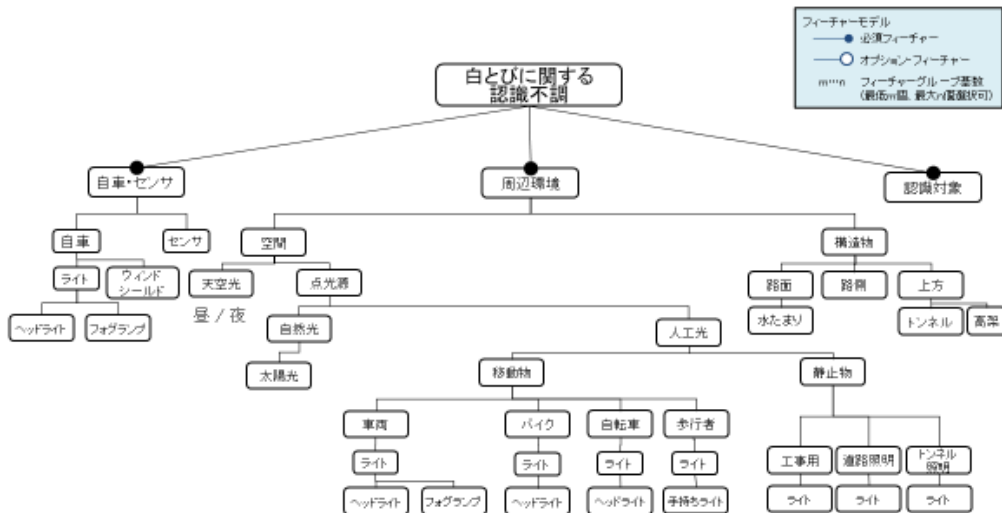 フィーチャーモデル
必須フィーチャー
オプション・フィーチャー
m…n フィーチャーグループ基数
(最低m個, 最大n個選択可)
白とびに関する
認識不調
自車・センサ
周辺環境
認識対象
自車
センサ
空間
構造物
ライト
ウィンド
シールド
天空光
点光源
路面
路側
上方
ヘッドライト
フォグランプ
昼 / 夜
自然光
人工光
水たまり
トンネル
高架
太陽光
移動物
静止物
車両
バイク
自転車
歩行者
工事用
道路照明
トンネル
照明
ライト
ライト
ライト
ライト
ヘッドライト
フォグランプ
ヘッドライト
ヘッドライト
手持ちライト
ライト
ライト
ライト